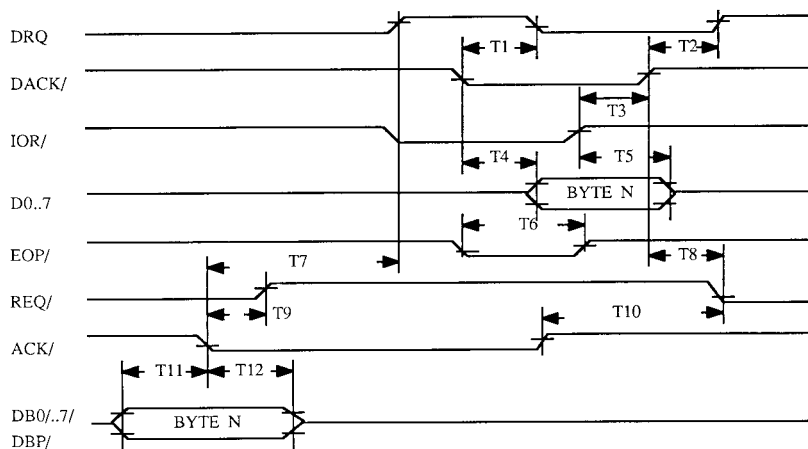 DRQ
T1
T2
DACK/
T3
IOR/
T4
T5
D0..7
BYTE N
T6
EOP/
T7
T8
REQ/
T9
T10
ACK/
T11
T12
DB0/..7/
DBP/
BYTE N